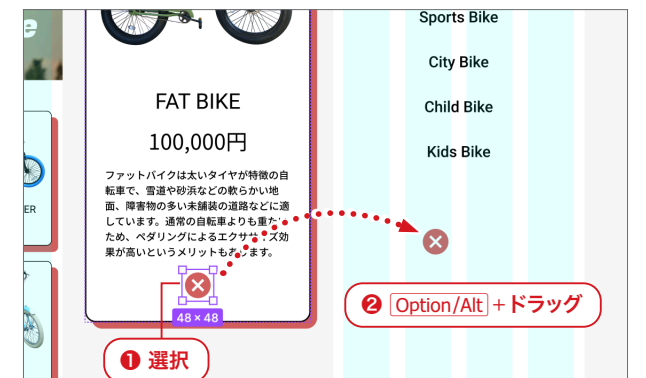 e
Sports Bike
City Bike
Child Bike
Kids Bike
FAT BIKE
100,000円
ファットバイクは太いタイヤが特徴の自
転車で、雪道や砂浜などの軟らかい地
面、障害物の多い未舗装の道路などに適
しています。通常の自転車よりも重た
ため、ペダリングによるエクササイズ効
果が高いというメリットもあります。
ER
48 × 48
❶ 選択
❷ Option/Alt + ドラッグ